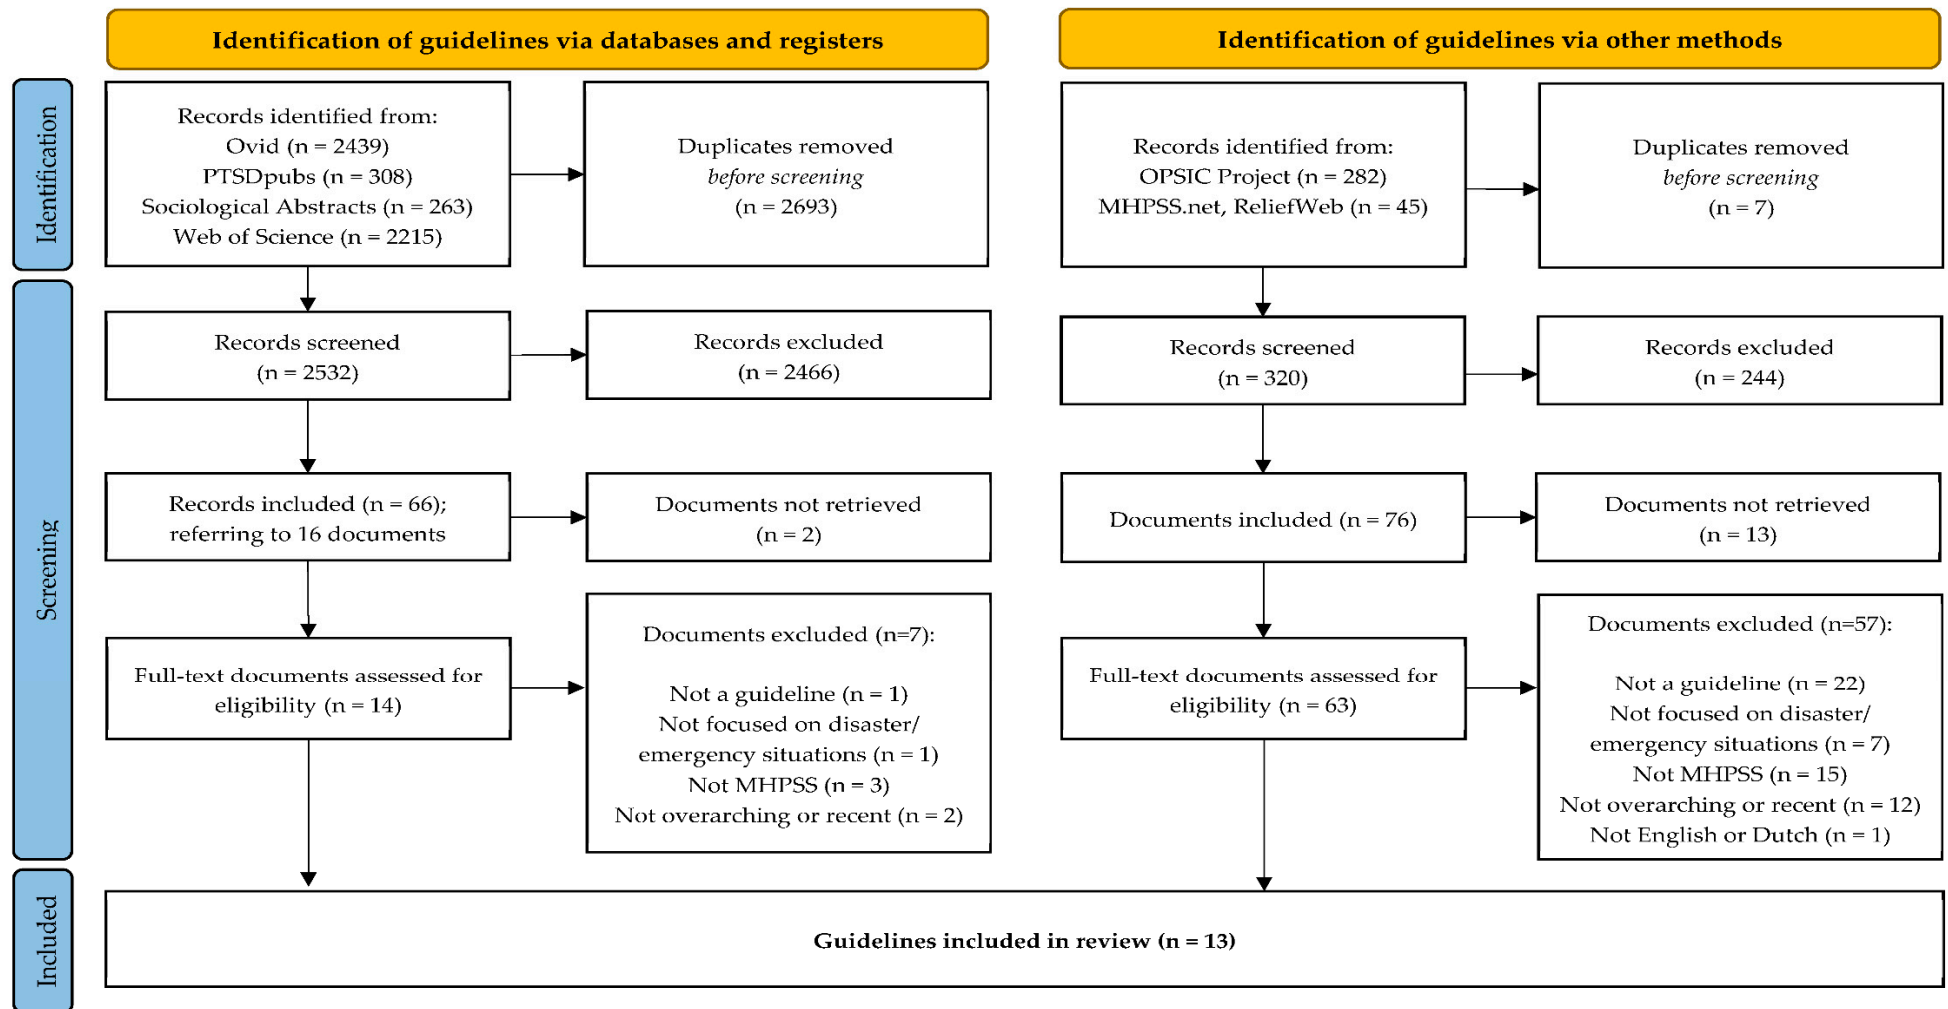 Identification of guidelines via databases and registers
Identification of guidelines via other methods
Identification
Records identified from:
Ovid (n = 2439)
PTSDpubs (n = 308)
Sociological Abstracts (n = 263)
Web of Science (n = 2215)
Duplicates removed
before screening
(n = 2693)
Records identified from:
OPSIC Project (n = 282)
MHPSS.net, ReliefWeb (n = 45)
Duplicates removed
before screening
(n = 7)
Screening
Records screened
(n = 2532)
Records excluded
(n = 2466)
Records screened
(n = 320)
Records excluded
(n = 244)
Records included (n = 66);
referring to 16 documents
Documents not retrieved
(n = 2)
Documents included (n = 76)
Documents not retrieved
(n = 13)
Full-text documents assessed for
eligibility (n = 14)
Documents excluded (n=7):
Not a guideline (n = 1)
Not focused on disaster/
emergency situations (n = 1)
Not MHPSS (n = 3)
Not overarching or recent (n = 2)
Full-text documents assessed for
eligibility (n = 63)
Documents excluded (n=57):
Not a guideline (n = 22)
Not focused on disaster/
emergency situations (n = 7)
Not MHPSS (n = 15)
Not overarching or recent (n = 12)
Not English or Dutch (n = 1)
Included
Guidelines included in review (n = 13)